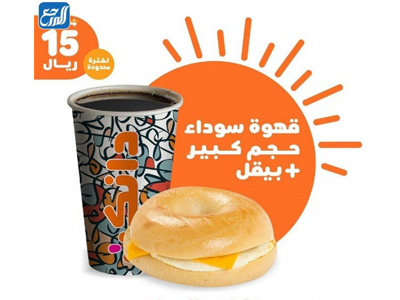 المرجع
15
ريال
لفترة
محدودة
قهوة سوداء
حجم كبير
+ بيقل
دانكن